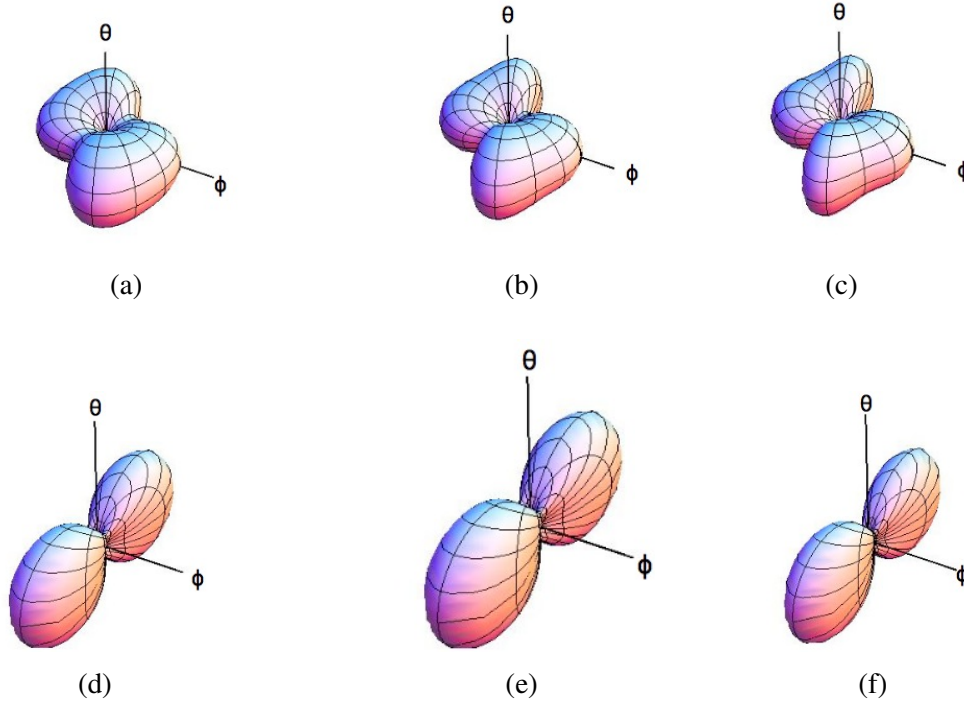 θ θ θ
ϕ ϕ ϕ
(a) (b) (c)
θ θ θ
ϕ ϕ ϕ
(d) (e) (f)